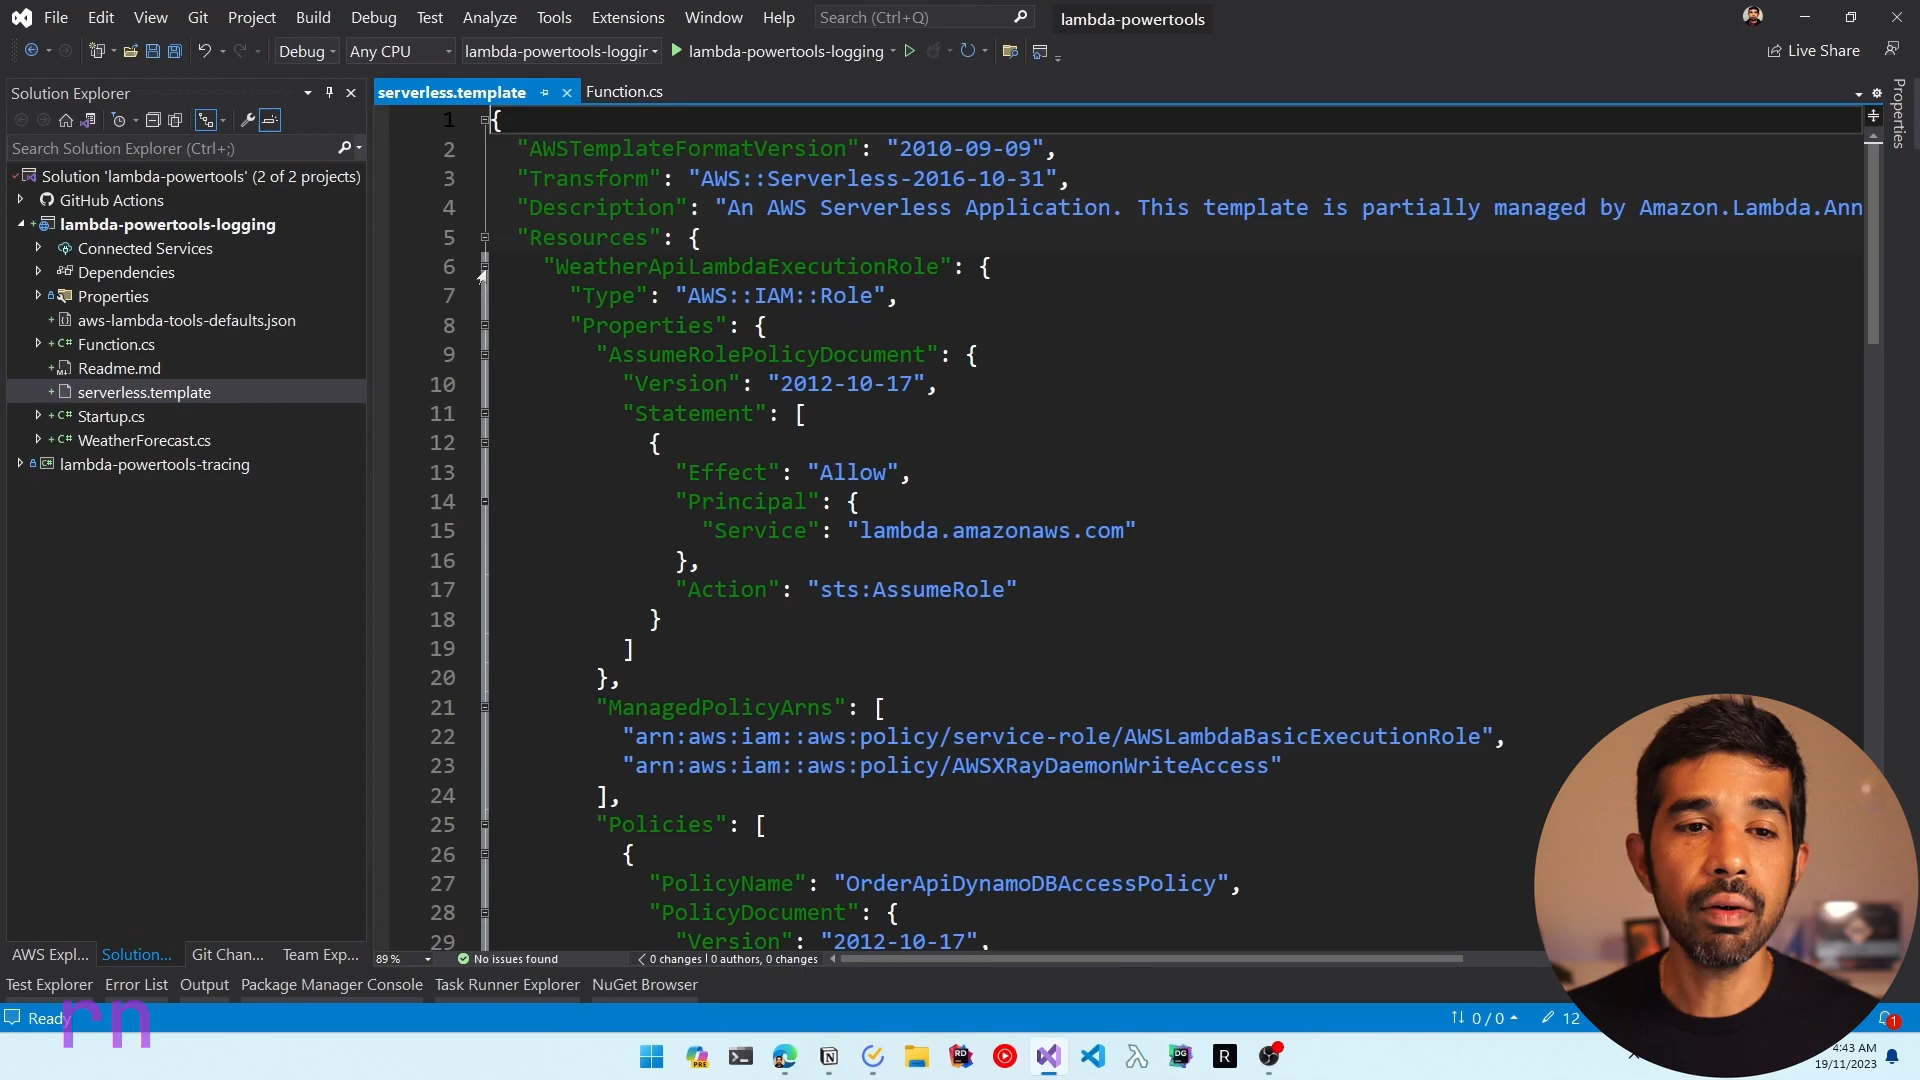 File Edit View Git Project Build Debug Test Analyze Tools Extensions Window Help Search (Ctrl+Q) lambda-powertools
Debug Any CPU lambda-powertools-loggir lambda-powertools-logging Live Share
Solution Explorer
Search Solution Explorer (Ctrl+;)
Solution 'lambda-powertools' (2 of 2 projects)
GitHub Actions
lambda-powertools-logging
Connected Services
Dependencies
Properties
aws-lambda-tools-defaults.json
Function.cs
Readme.md
serverless.template
Startup.cs
WeatherForecast.cs
lambda-powertools-tracing
AWS Expl... Solution... Git Chan... Team Exp...
serverless.template Function.cs
Properties
1 {
2 "AWSTemplateFormatVersion": "2010-09-09",
3 "Transform": "AWS::Serverless-2016-10-31",
4 "Description": "An AWS Serverless Application. This template is partially managed by Amazon.Lambda.Ann
5 "Resources": {
6 "WeatherApiLambdaExecutionRole": {
7 "Type": "AWS::IAM::Role",
8 "Properties": {
9 "AssumeRolePolicyDocument": {
10 "Version": "2012-10-17",
11 "Statement": [
12 {
13 "Effect": "Allow",
14 "Principal": {
15 "Service": "lambda.amazonaws.com"
16 },
17 "Action": "sts:AssumeRole"
18 }
19 ]
20 },
21 "ManagedPolicyArns": [
22 "arn:aws:iam::aws:policy/service-role/AWSLambdaBasicExecutionRole",
23 "arn:aws:iam::aws:policy/AWSXRayDaemonWriteAccess"
24 ],
25 "Policies": [
26 {
27 "PolicyName": "OrderApiDynamoDBAccessPolicy",
28 "PolicyDocument": {
29 "Version": "2012-10-17",
89 % No issues found 0 changes | 0 authors, 0 changes
Test Explorer Error List Output Package Manager Console Task Runner Explorer NuGet Browser
Ready 0 / 0 12 1
rn
PRE RD DG R
4:43 AM
19/11/2023